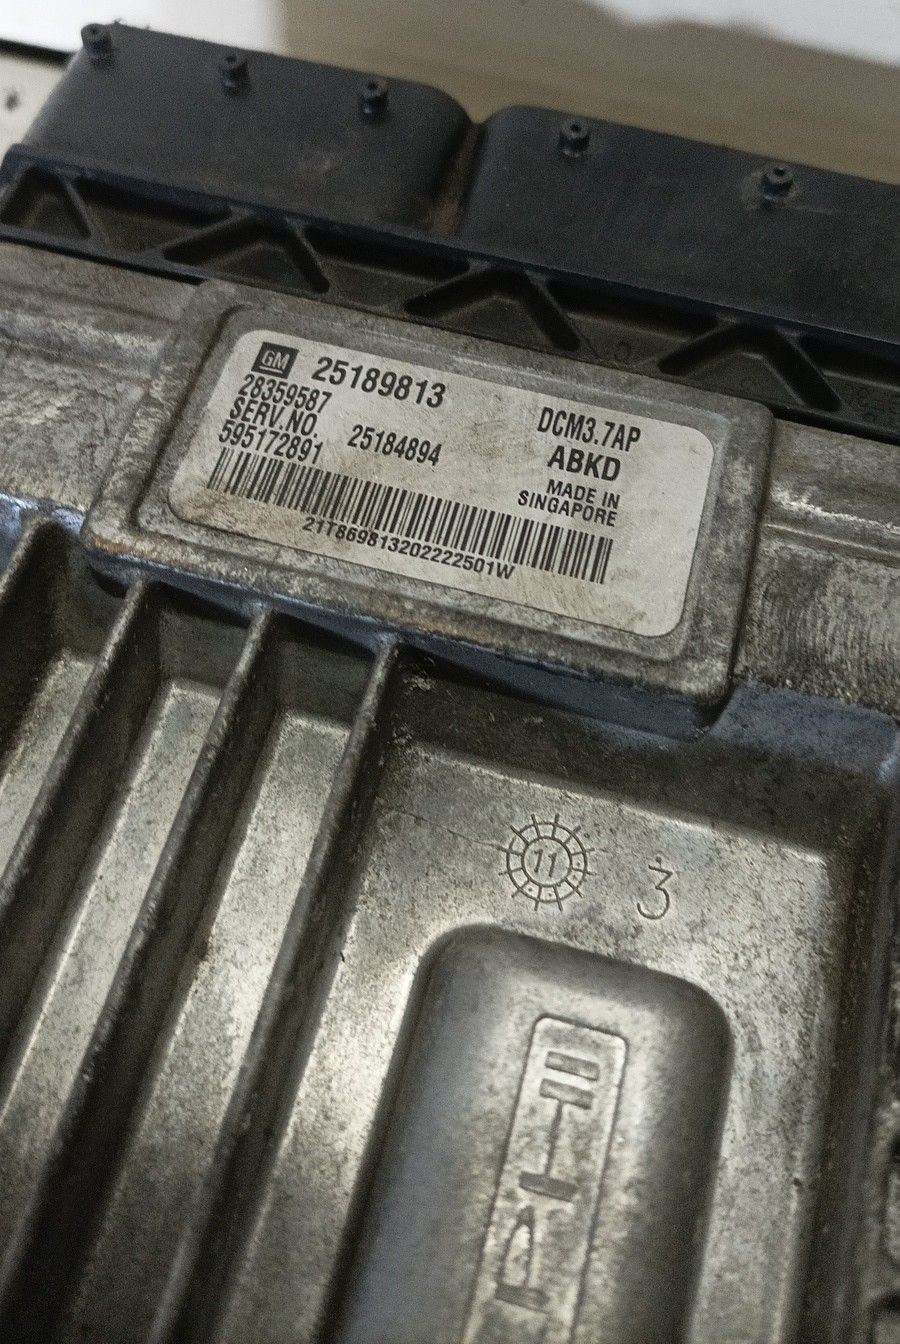 GM 25189813
28359587
SERV.NO. 25184894
595172891
DCM3.7AP
ABKD
MADE IN
SINGAPORE
21T869813202222501W
11
3